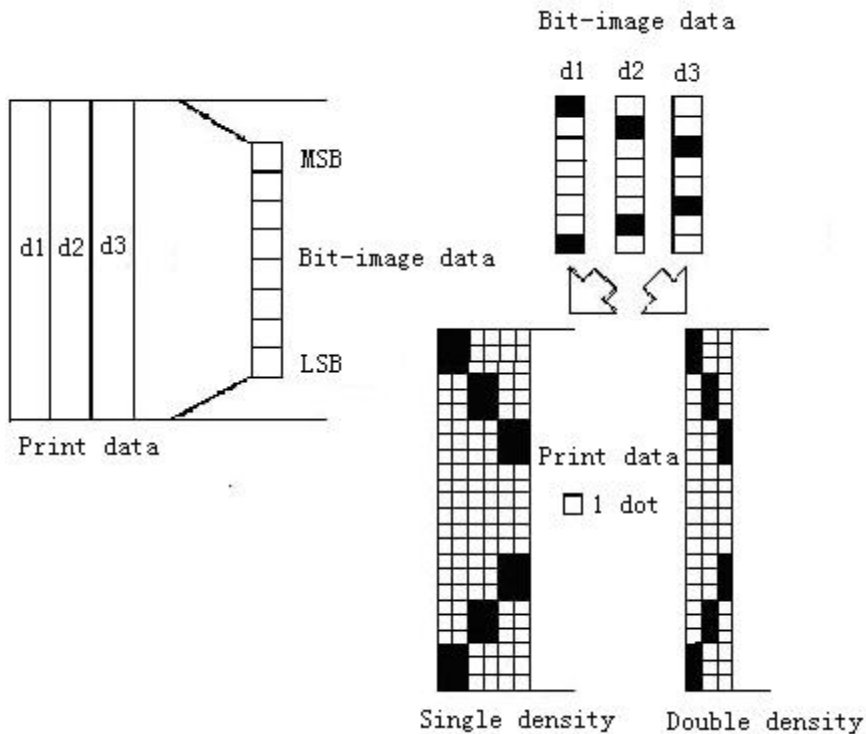 Bit-image data
d1 d2 d3
MSB
d1 d2 d3
Bit-image data
LSB
Print data
Print data
1 dot
Single density
Double density